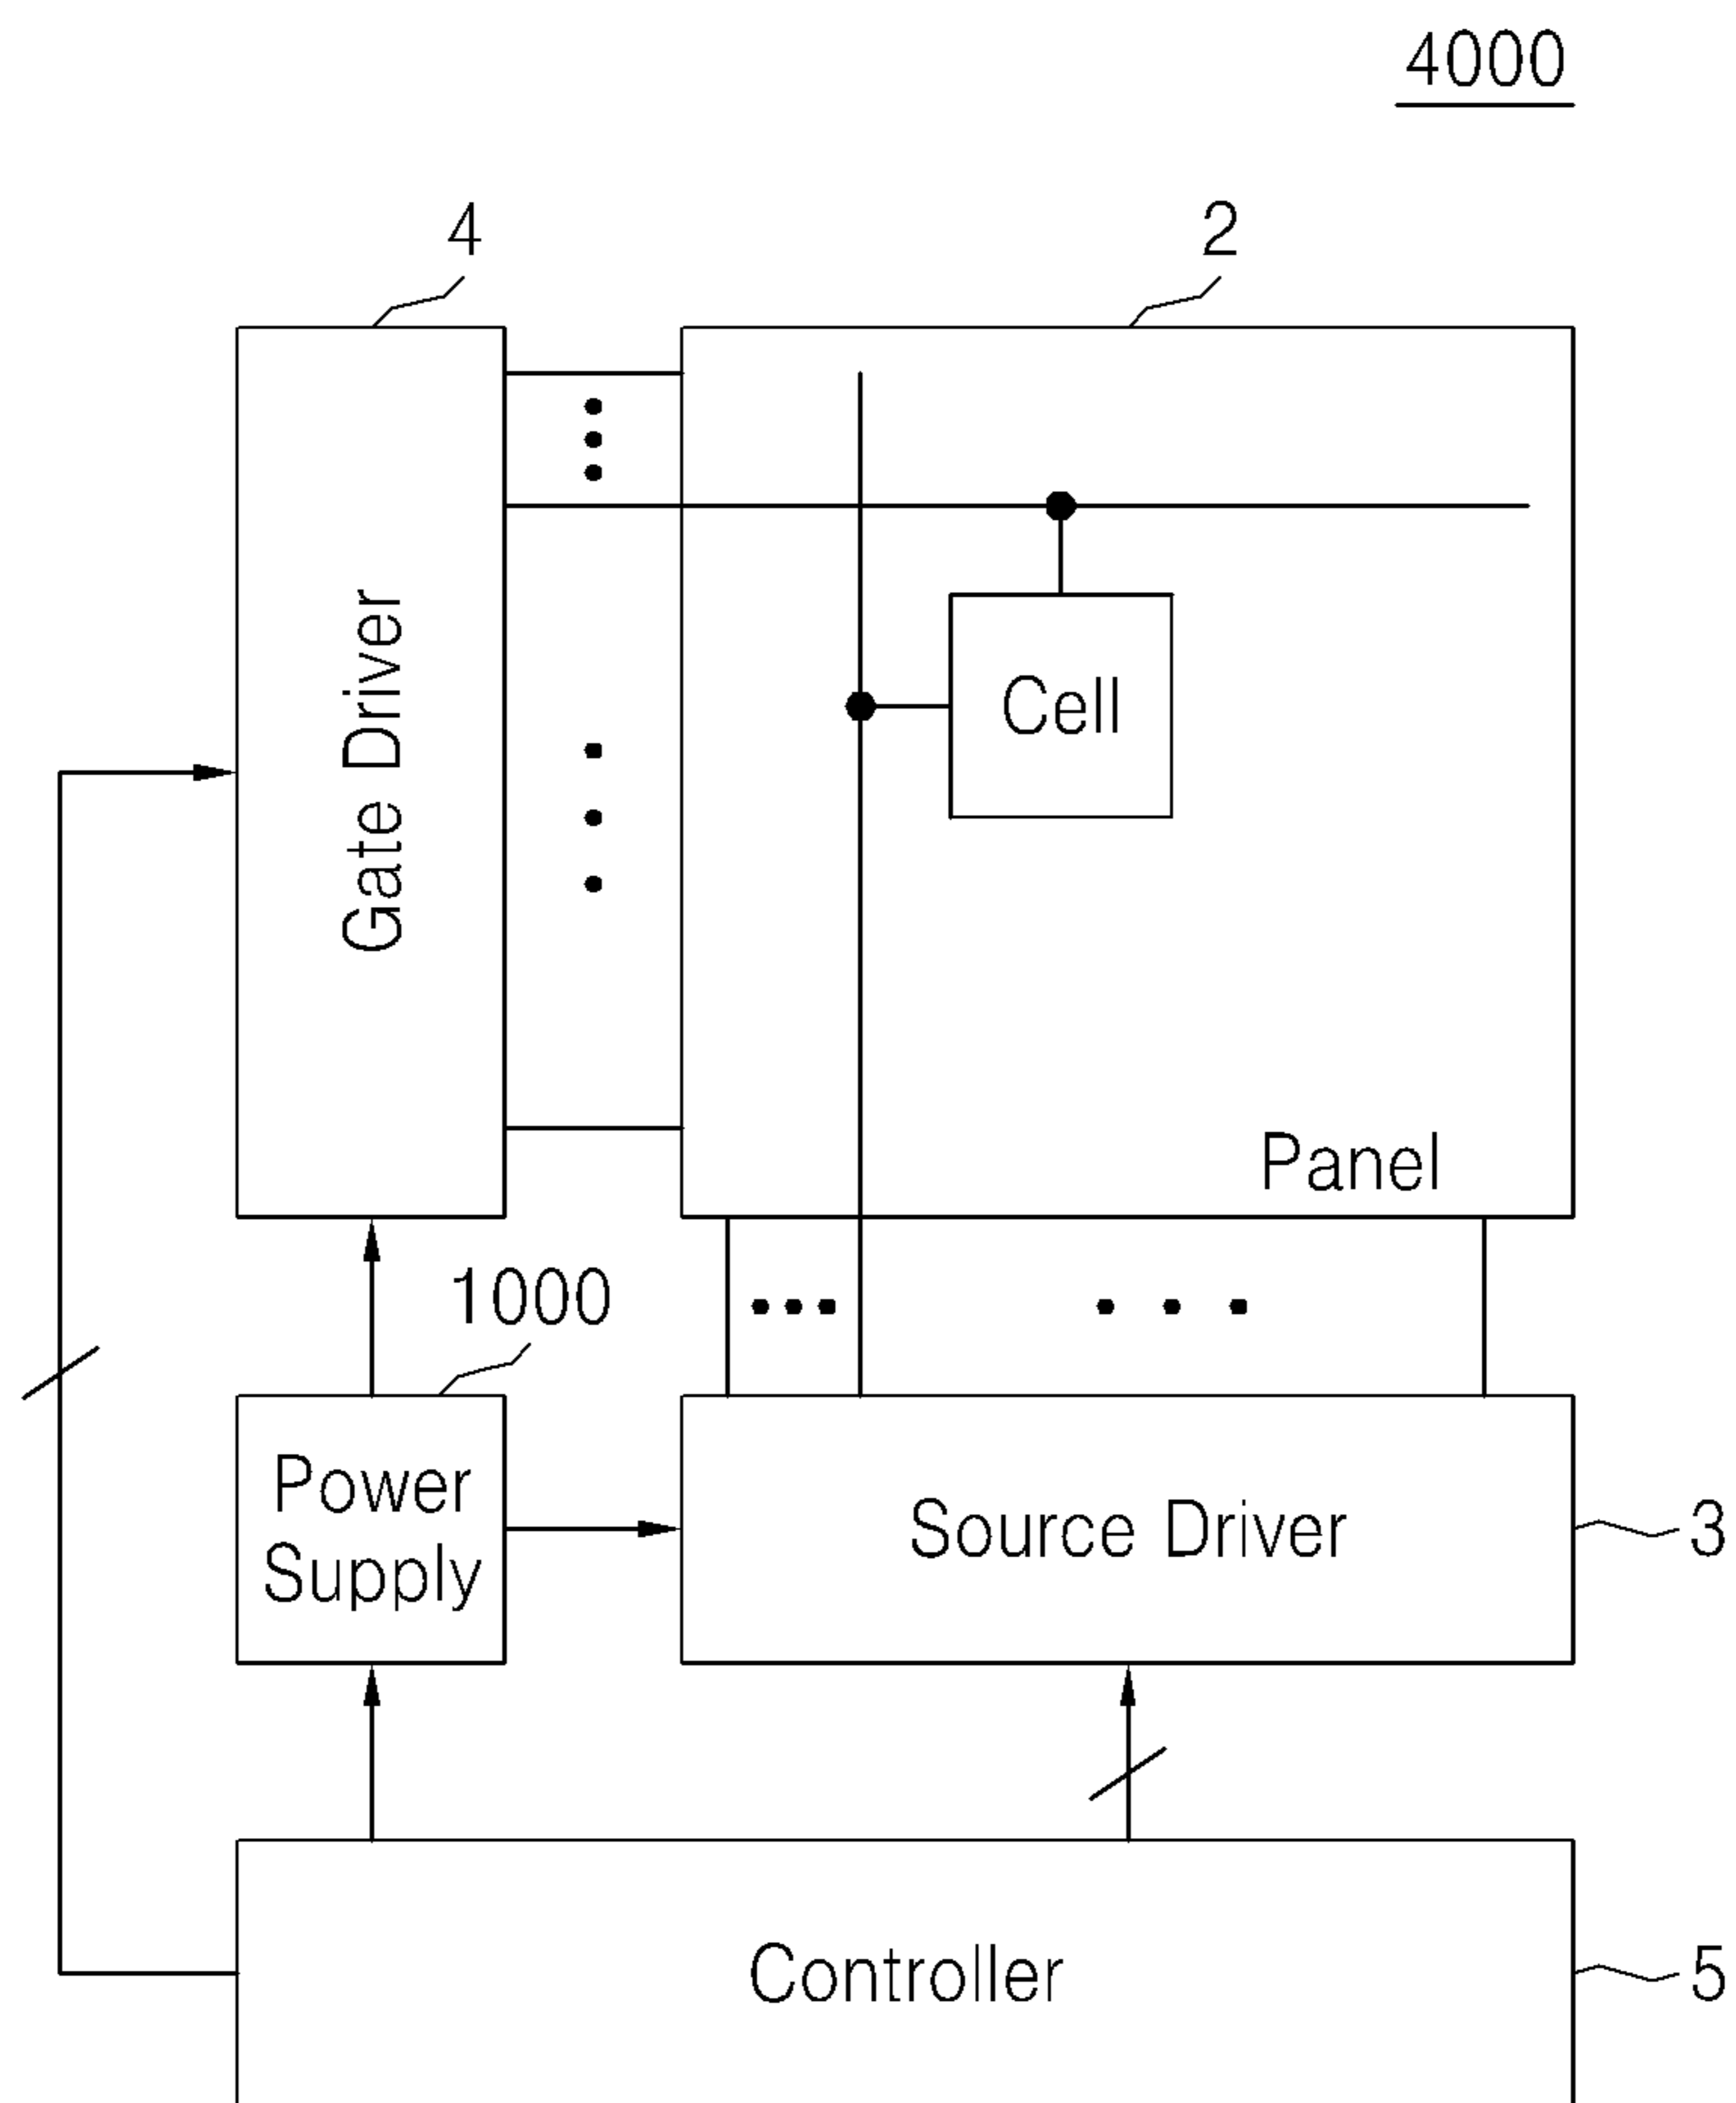 4000
4
2
Gate Driver
Cell
Panel
1000
Power
Supply
Source Driver
3
Controller
5